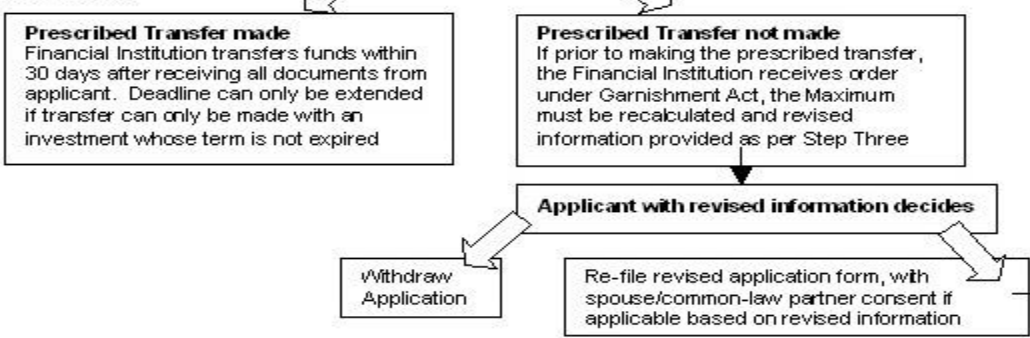 Prescribed Transfer made
Financial Institution transfers funds within
30 days after receiving all documents from
applicant. Deadline can only be extended
if transfer can only be made with an
investment whose term is not expired
Prescribed Transfer not made
If prior to making the prescribed transfer,
the Financial Institution receives order
under Garnishment Act, the Maximum
must be recalculated and revised
information provided as per Step Three
Applicant with revised information decides
Withdraw
Application
Re-file revised application form, with
spouse/common-law partner consent if
applicable based on revised information